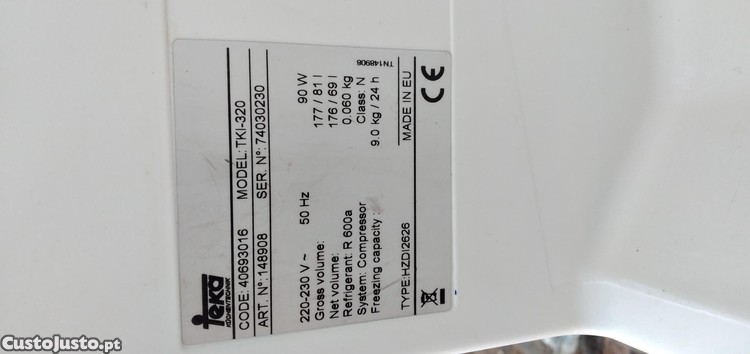 teka
KÜCHENTECHNIK
CODE: 40693016 MODEL: TKI-320
ART. Nº: 148908 SER. Nº: 74030230
220-230 V ~ 50 Hz 90 W
Gross volume: 177 / 81 l
Net volume: 176 / 69 l
Refrigerant: R 600a 0.060 kg
System: Compressor Class: N
Freezing capacity : 9.0 kg / 24 h
TYPE:HZDI2626 MADE IN EU
CE
TN148908
CustoJusto.pt